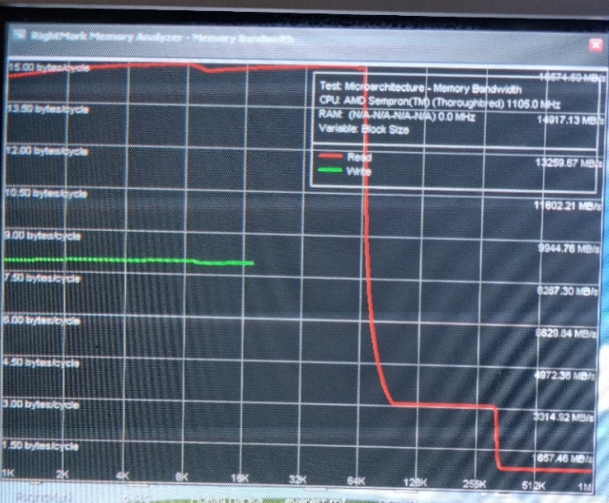 RightMark Memory Analyzer - Memory Bandwidth
15.00 bytes/cycle
16574.59 MB/s
Test: Microarchitecture - Memory Bandwidth
CPU: AMD Sempron(TM) (Thoroughbred) 1105.0 MHz
RAM: (N/A-N/A-N/A-N/A) 0.0 MHz
Variable: Block Size
13.50 bytes/cycle
14917.13 MB/s
Read
Write
12.00 bytes/cycle
13259.67 MB/s
10.50 bytes/cycle
11602.21 MB/s
9.00 bytes/cycle
9944.76 MB/s
7.50 bytes/cycle
8287.30 MB/s
6.00 bytes/cycle
6629.84 MB/s
4.50 bytes/cycle
4972.38 MB/s
3.00 bytes/cycle
3314.92 MB/s
1.50 bytes/cycle
1657.46 MB/s
1K 2K 4K 8K 16K 32K 64K 128K 256K 512K 1M